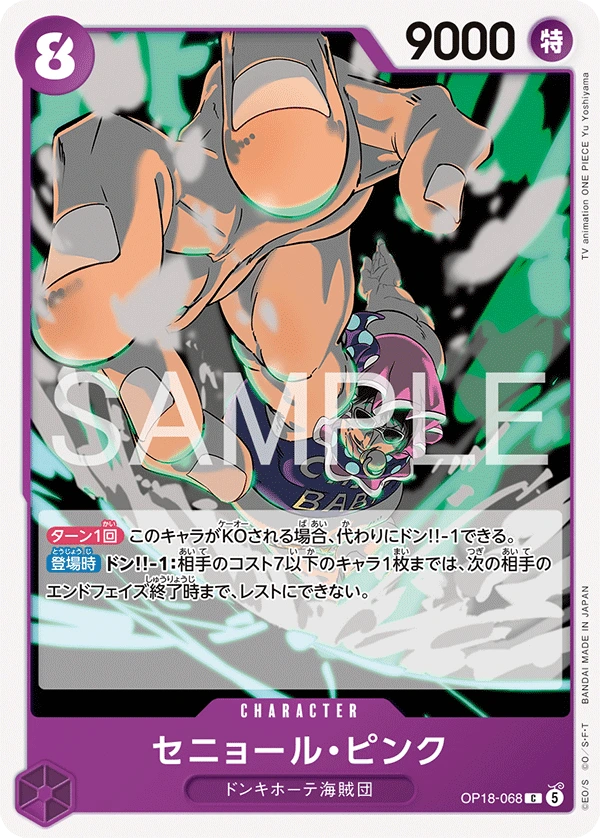 8
9000 特
TV animation ONE PIECE Yu Yoshiyama
SAMPLE
BAB
ターン1回 このキャラがKOされる場合、代わりにドン!!-1できる。
登場時 ドン!!-1:相手のコスト7以下のキャラ1枚までは、次の相手の
エンドフェイズ終了時まで、レストにできない。
CHARACTER
セニョール・ピンク
ドンキホーテ海賊団
OP18-068 C 5
©E.O/S ©O/S・F・T BANDAI MADE IN JAPAN